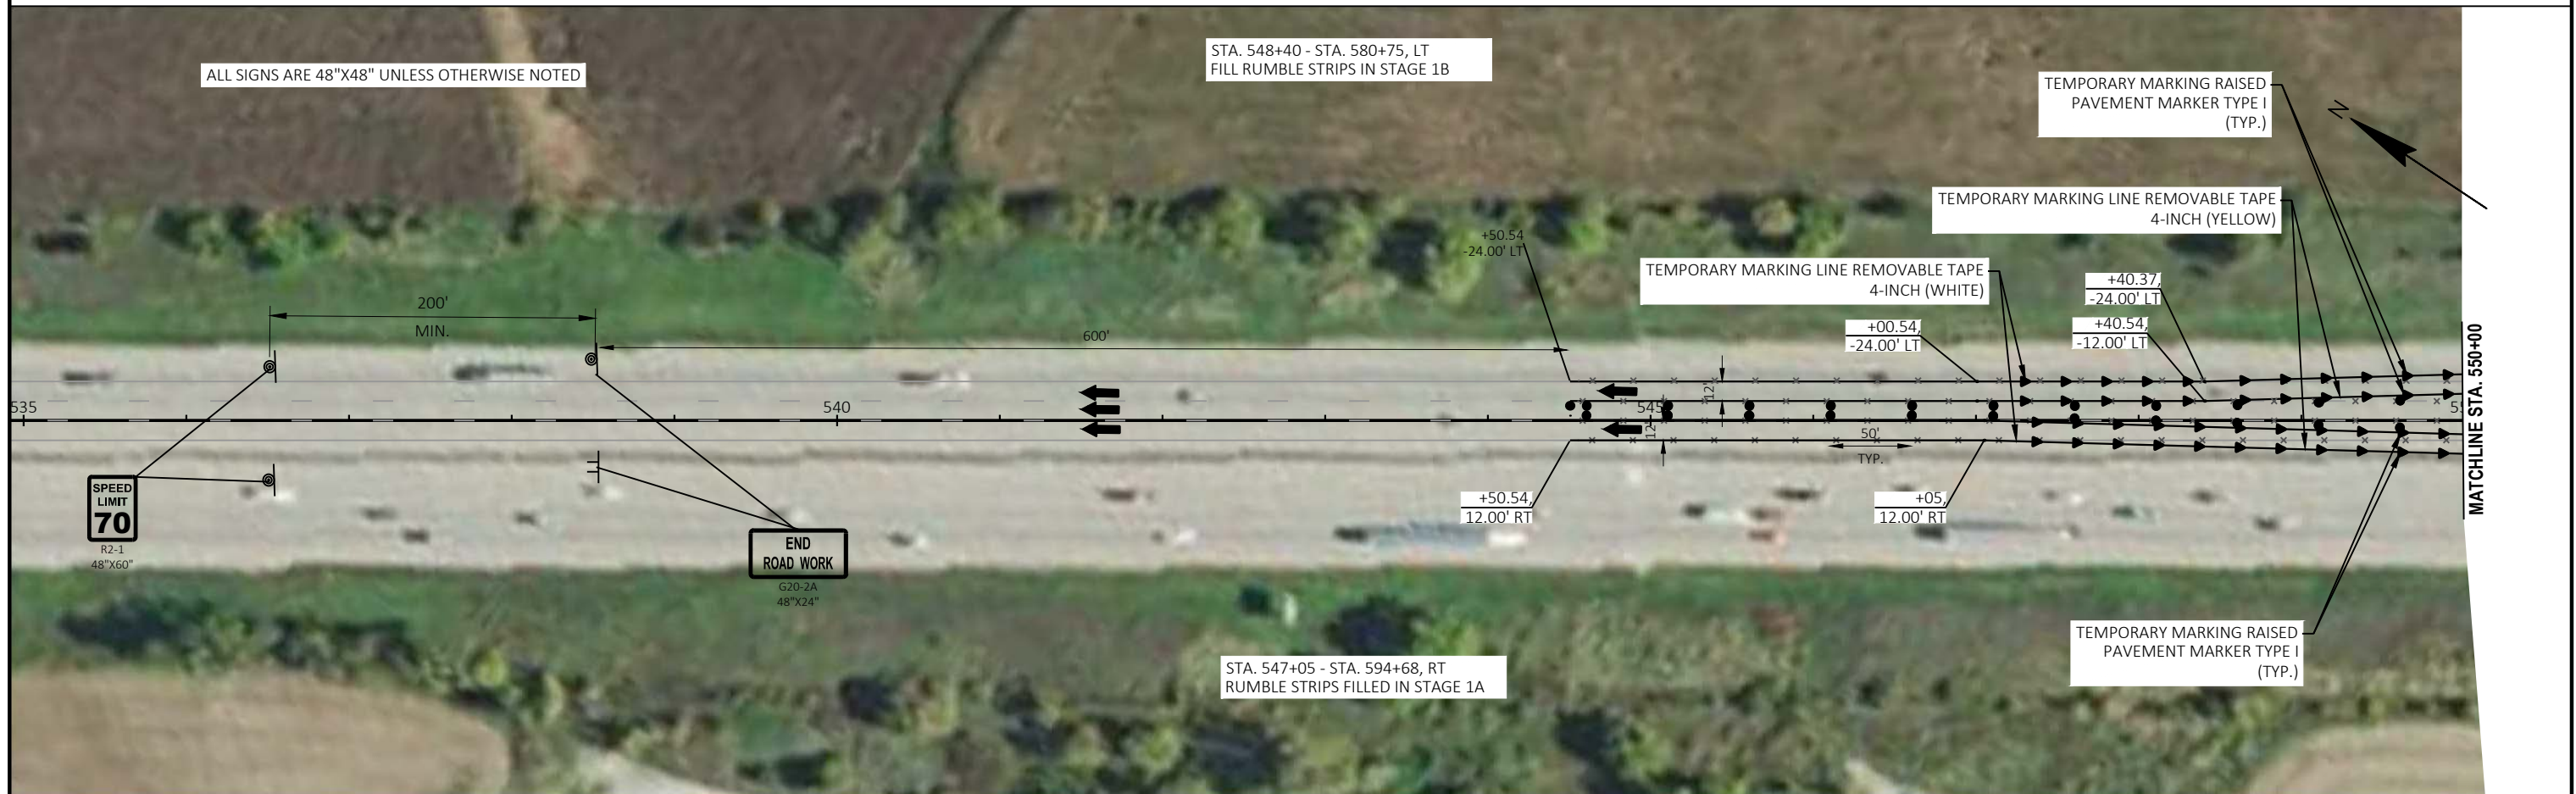 ALL SIGNS ARE 48"X48" UNLESS OTHERWISE NOTED
STA. 548+40 - STA. 580+75, LT
FILL RUMBLE STRIPS IN STAGE 1B
TEMPORARY MARKING RAISED
PAVEMENT MARKER TYPE I
(TYP.)
N
TEMPORARY MARKING LINE REMOVABLE TAPE
4-INCH (YELLOW)
+50.54
-24.00' LT
TEMPORARY MARKING LINE REMOVABLE TAPE
4-INCH (WHITE)
+40.37,
-24.00' LT
200'
MIN.
600'
+00.54,
-24.00' LT
+40.54,
-12.00' LT
MATCHLINE STA. 550+00
12'
535
540
545
12'
50'
TYP.
SPEED
LIMIT
70
R2-1
48"X60"
+50.54,
12.00' RT
+05,
12.00' RT
END
ROAD WORK
G20-2A
48"X24"
TEMPORARY MARKING RAISED
PAVEMENT MARKER TYPE I
(TYP.)
STA. 547+05 - STA. 594+68, RT
RUMBLE STRIPS FILLED IN STAGE 1A